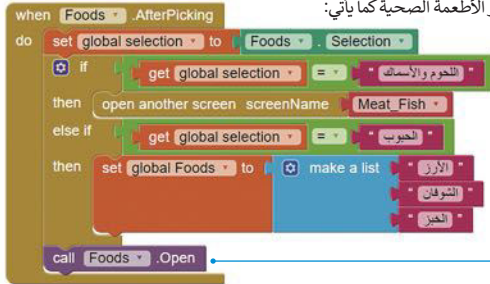 و الأطعمة الصحية كما يأتي:
when Foods .AfterPicking
do set global selection to Foods . Selection
if get global selection = " اللحوم والأسماك "
then open another screen screenName Meat_Fish
else if get global selection = " الحبوب "
then set global Foods to make a list " الأرز "
" الشوفان "
" الخبز "
call Foods .Open